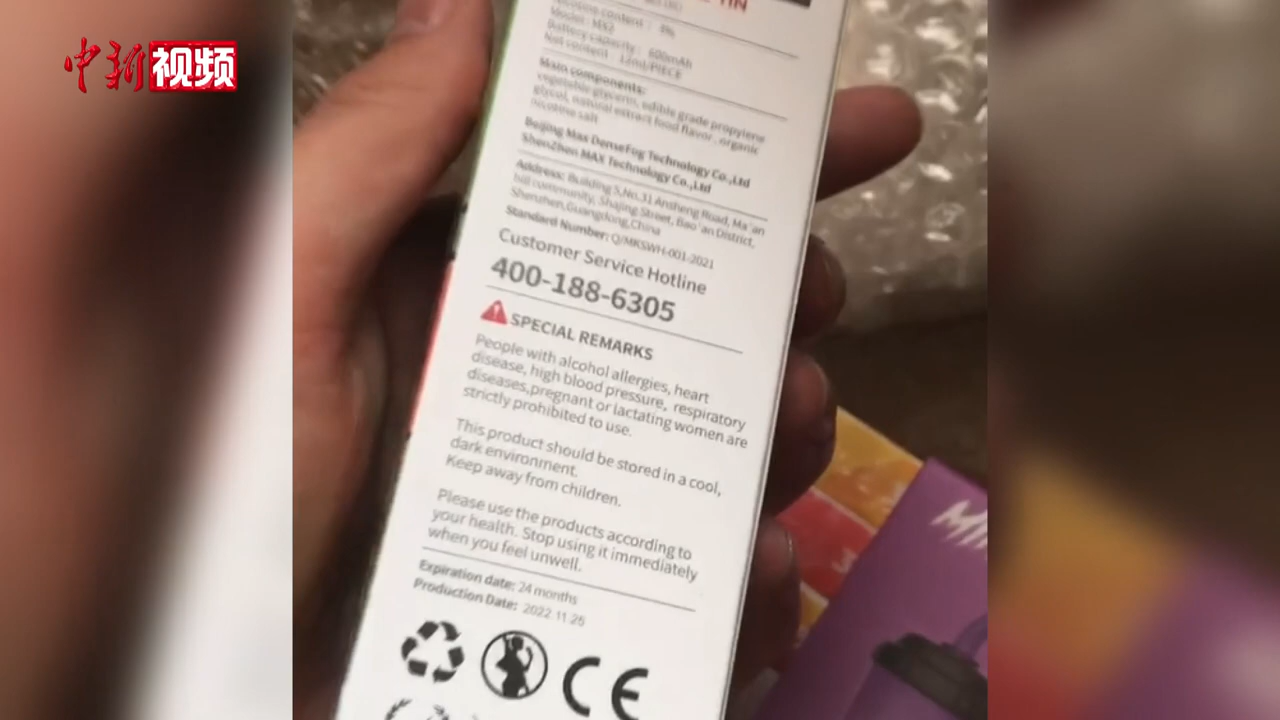 中新视频
Nicotine content : 3%
Model: MX2
Battery capacity : 600mAh
Net content : 12ml/PIECE
Main components:
vegetable glycerin, edible grade propylene
glycol, natural extract food flavor, organic
nicotine salt
Beijing Max DenseFog Technology Co.,Ltd
ShenZhen MAX Technology Co.,Ltd
Address: Building 5,No.31 Ansheng Road, Ma'an
hill community, Shajing Street, Bao'an District,
Shenzhen,Guangdong,China
Standard Number: Q/MKSWH-001-2021
Customer Service Hotline
400-188-6305
SPECIAL REMARKS
People with alcohol allergies, heart
disease, high blood pressure, respiratory
diseases,pregnant or lactating women are
strictly prohibited to use.
This product should be stored in a cool,
dark environment.
Keep away from children.
Please use the products according to
your health. Stop using it immediately
when you feel unwell.
Expiration date: 24 months
Production Date: 2022.11.26
CE